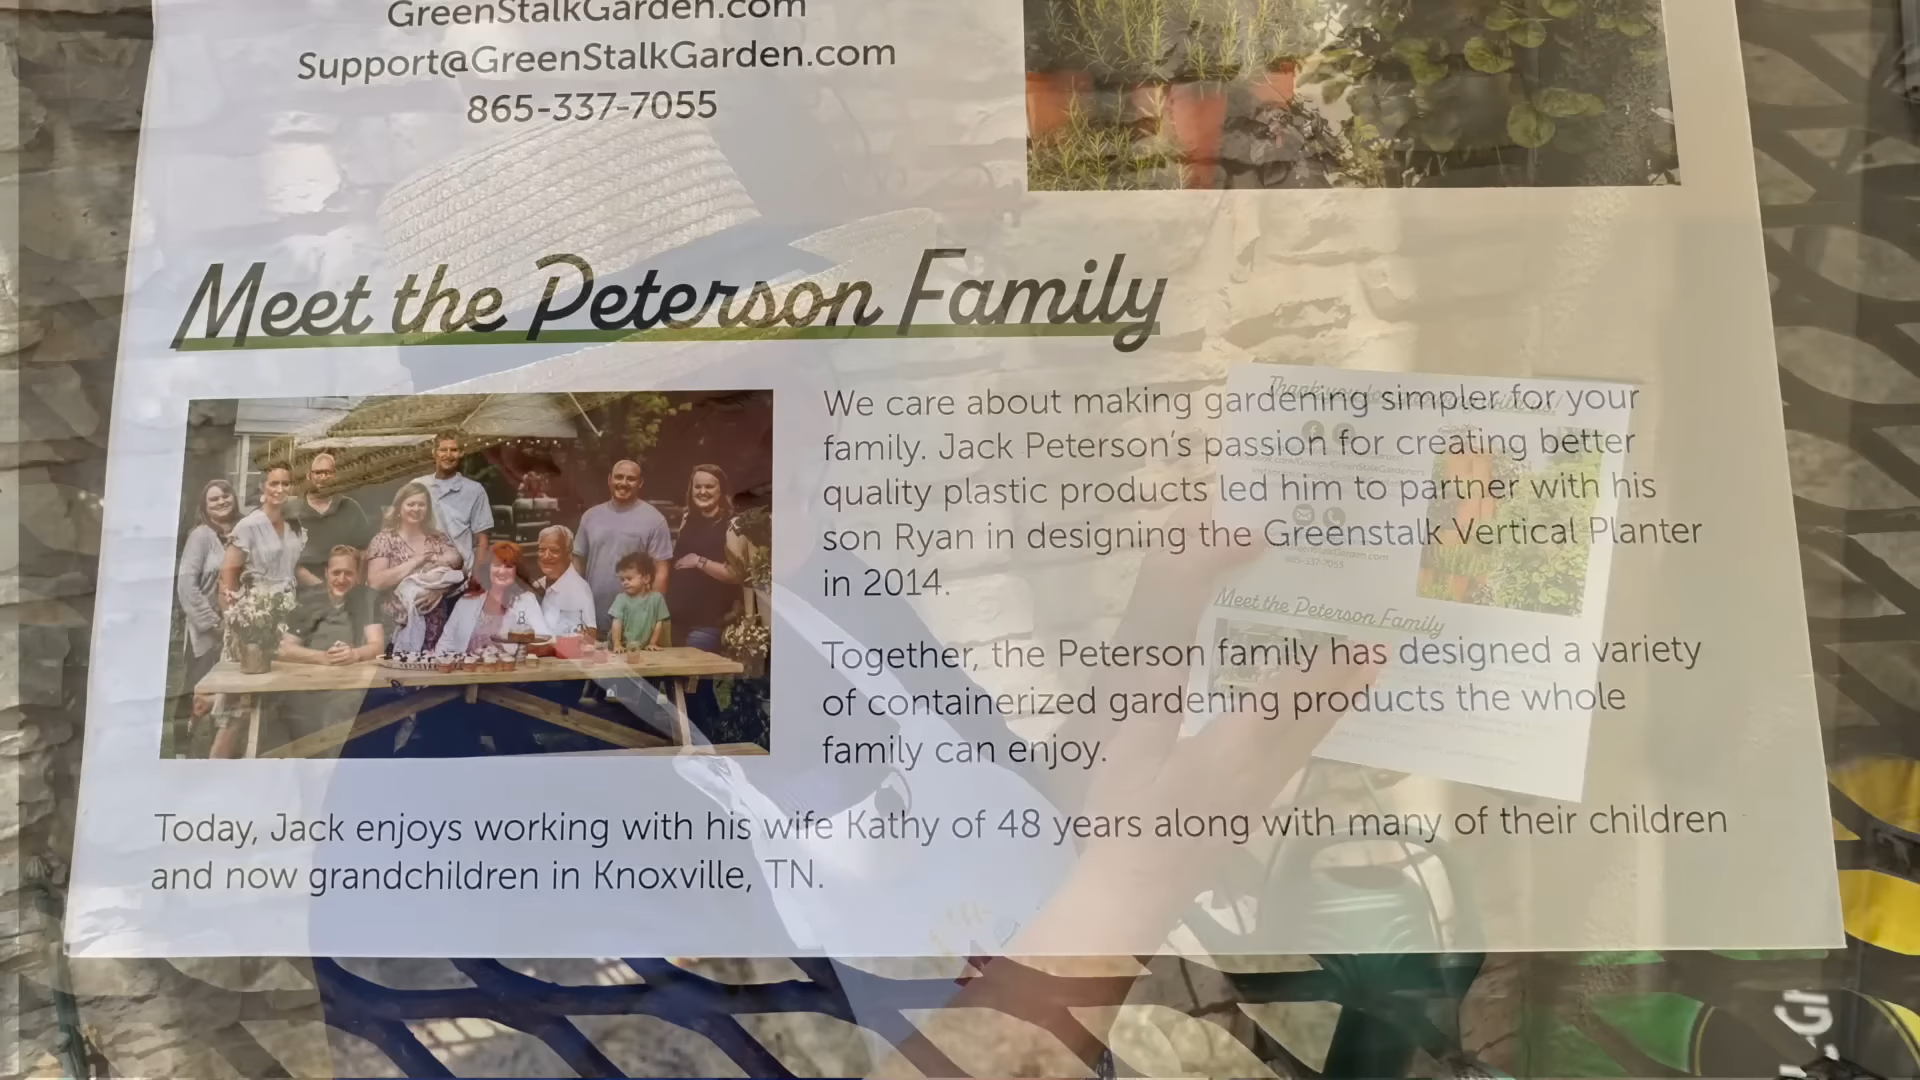 GreenStalkGarden.com
Support@GreenStalkGarden.com
865-337-7055
Meet the Peterson Family
We care about making gardening simpler for your
family. Jack Peterson's passion for creating better
quality plastic products led him to partner with his
son Ryan in designing the Greenstalk Vertical Planter
in 2014.
Together, the Peterson family has designed a variety
of containerized gardening products the whole
family can enjoy.
Today, Jack enjoys working with his wife Kathy of 48 years along with many of their children
and now grandchildren in Knoxville, TN.
Meet the Peterson Family
865-337-7055